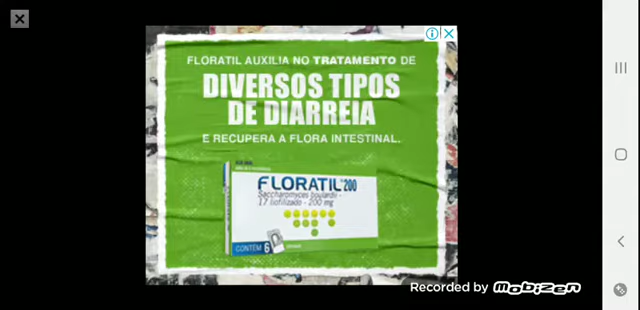 FLORATIL AUXILIA NO TRATAMENTO DE
DIVERSOS TIPOS
DE DIARREIA
E RECUPERA A FLORA INTESTINAL.
FLORATIL 200
Saccharomyces boulardii -
17 liofilizado - 200 mg
CONTÉM 6
Recorded by mobizen